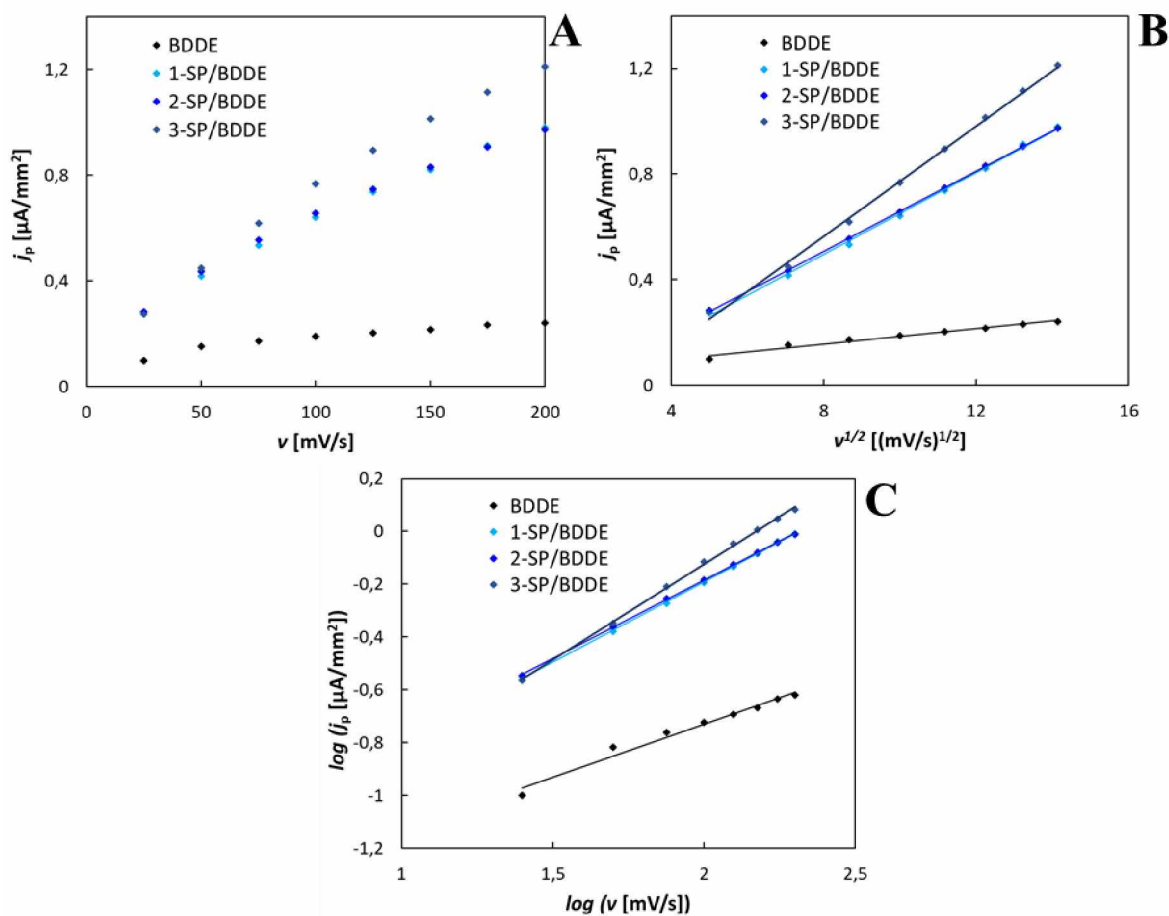 A
BDDE
1-SP/BDDE
2-SP/BDDE
3-SP/BDDE
1,2
0,8
0,4
0
jp [µA/mm²]
0 50 100 150 200
v [mV/s]
B
BDDE
1-SP/BDDE
2-SP/BDDE
3-SP/BDDE
1,2
0,8
0,4
0
jp [µA/mm²]
4 8 12 16
v1/2 [(mV/s)1/2]
C
BDDE
1-SP/BDDE
2-SP/BDDE
3-SP/BDDE
0,2
0
-0,2
-0,4
-0,6
-0,8
-1
-1,2
log (jp [µA/mm²])
1 1,5 2 2,5
log (v [mV/s])